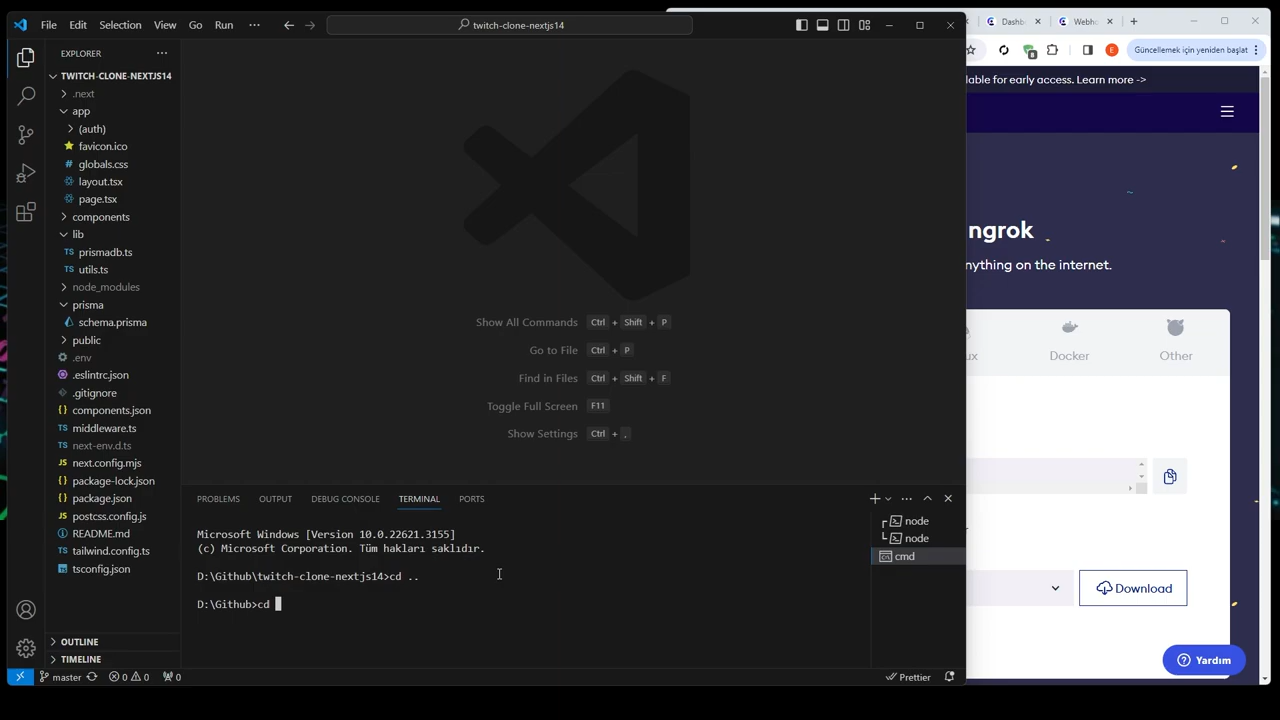 File Edit Selection View Go Run ...
twitch-clone-nextjs14
EXPLORER ...
TWITCH-CLONE-NEXTJS14
.next
app
(auth)
favicon.ico
globals.css
layout.tsx
page.tsx
components
lib
prismadb.ts
utils.ts
node_modules
prisma
schema.prisma
public
.env
.eslintrc.json
.gitignore
components.json
middleware.ts
next-env.d.ts
next.config.mjs
package-lock.json
package.json
postcss.config.js
README.md
tailwind.config.ts
tsconfig.json
OUTLINE
TIMELINE
Show All Commands Ctrl + Shift + P
Go to File Ctrl + P
Find in Files Ctrl + Shift + F
Toggle Full Screen F11
Show Settings Ctrl + ,
PROBLEMS OUTPUT DEBUG CONSOLE TERMINAL PORTS
Microsoft Windows [Version 10.0.22621.3155]
(c) Microsoft Corporation. Tüm hakları saklıdır.
D:\Github\twitch-clone-nextjs14>cd ..
D:\Github>cd
node
node
cmd
master 0 0 0 Prettier
Dashb Webho
E Güncellemek için yeniden başlat
lable for early access. Learn more ->
ngrok
nything on the internet.
ux Docker Other
Download
Yardım